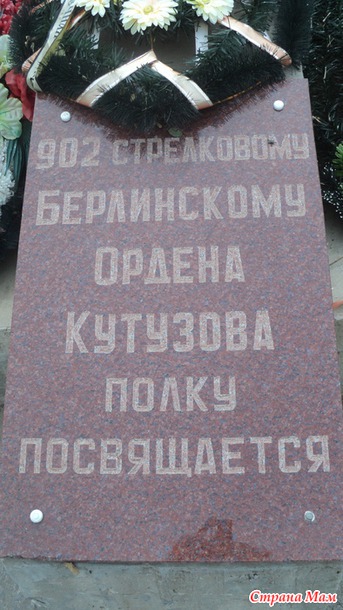 902 СТРЕЛКОВОМУ
БЕРЛИНСКОМУ
ОРДЕНА
КУТУЗОВА
ПОЛКУ
ПОСВЯЩАЕТСЯ
Страна Мам